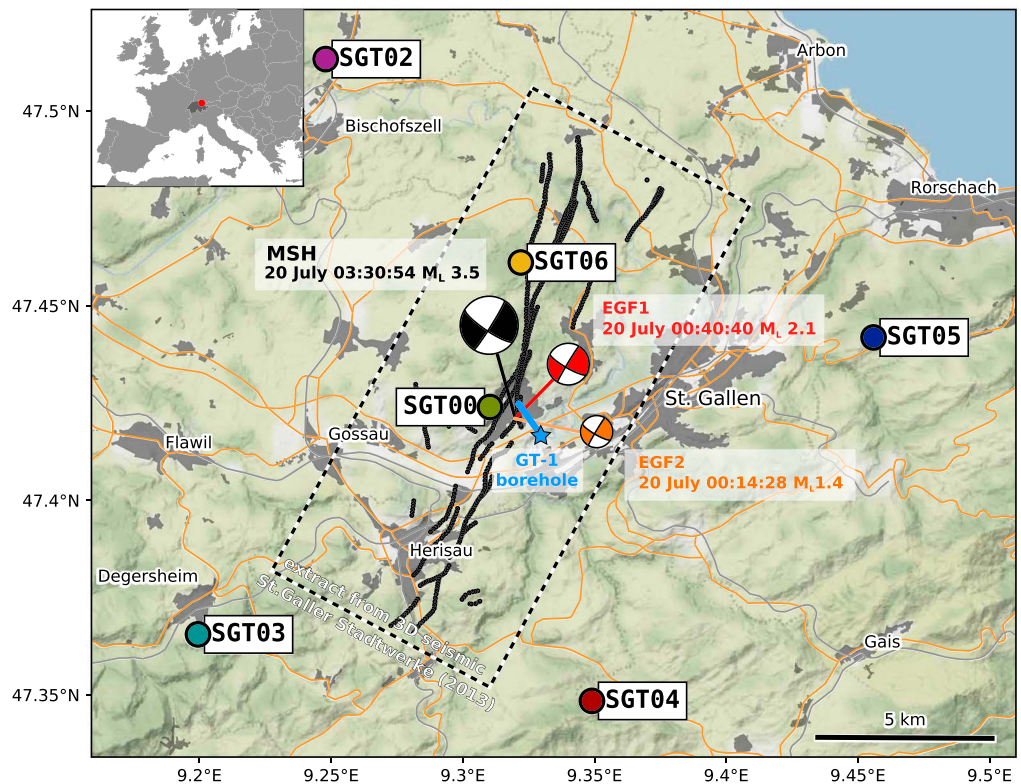 SGT02
Arbon
47.5°N
Bischofszell
Rorschach
MSH
20 July 03:30:54 ML 3.5
SGT06
47.45°N
EGF1
20 July 00:40:40 ML 2.1
SGT05
SGT00
St. Gallen
Gossau
Flawil
GT-1
borehole
EGF2
20 July 00:14:28 ML1.4
47.4°N
Herisau
Degersheim
extract from 3D seismic
St.Galler Stadtwerke (2013)
SGT03
Gais
47.35°N
SGT04
5 km
9.2°E
9.25°E
9.3°E
9.35°E
9.4°E
9.45°E
9.5°E